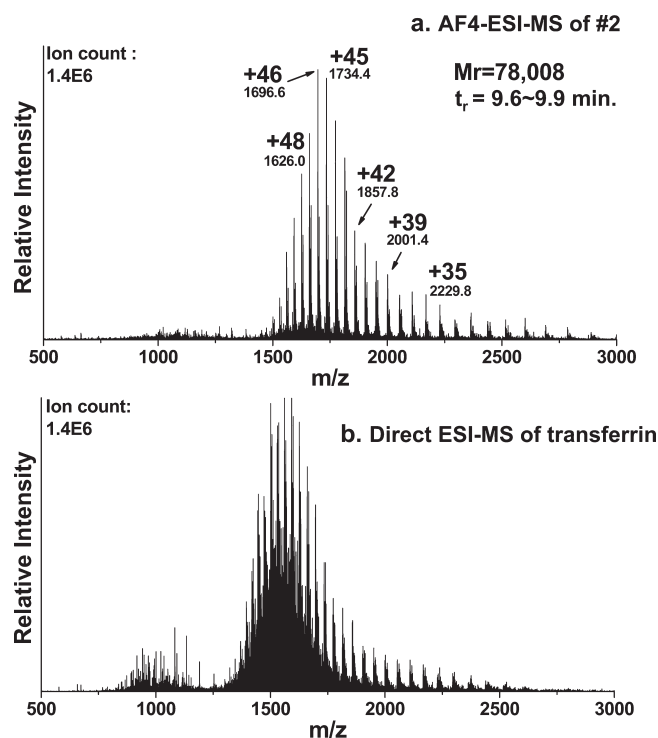 a. AF4-ESI-MS of #2
Ion count :
1.4E6
Mr=78,008
tr = 9.6~9.9 min.
+45
1734.4
+46
1696.6
+48
1626.0
+42
1857.8
+39
2001.4
+35
2229.8
Relative Intensity
500 1000 1500 2000 2500 3000
m/z
Ion count:
1.4E6
b. Direct ESI-MS of transferrin
Relative Intensity
500 1000 1500 2000 2500 3000
m/z